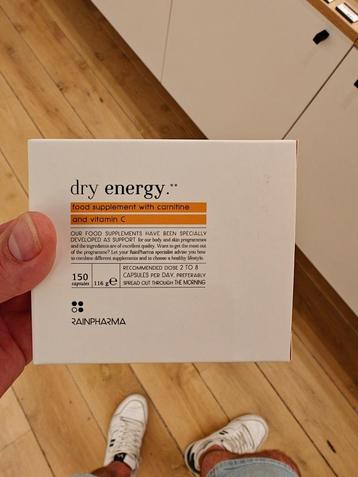 dry energy.**
food supplement with carnitine
and vitamin C
OUR FOOD SUPPLEMENTS HAVE BEEN SPECIALLY
DEVELOPED AS SUPPORT for our body and skin programmes
and the ingredients are of excellent quality. Want to get the most out
of the programme? Let your RainPharma specialist advise you how
to combine different supplements and to choose a healthy lifestyle.
150
capsules
116 g ℮
RECOMMENDED DOSE 2 TO 8
CAPSULES PER DAY, PREFERABLY
SPREAD OUT THROUGH THE MORNING
RAINPHARMA